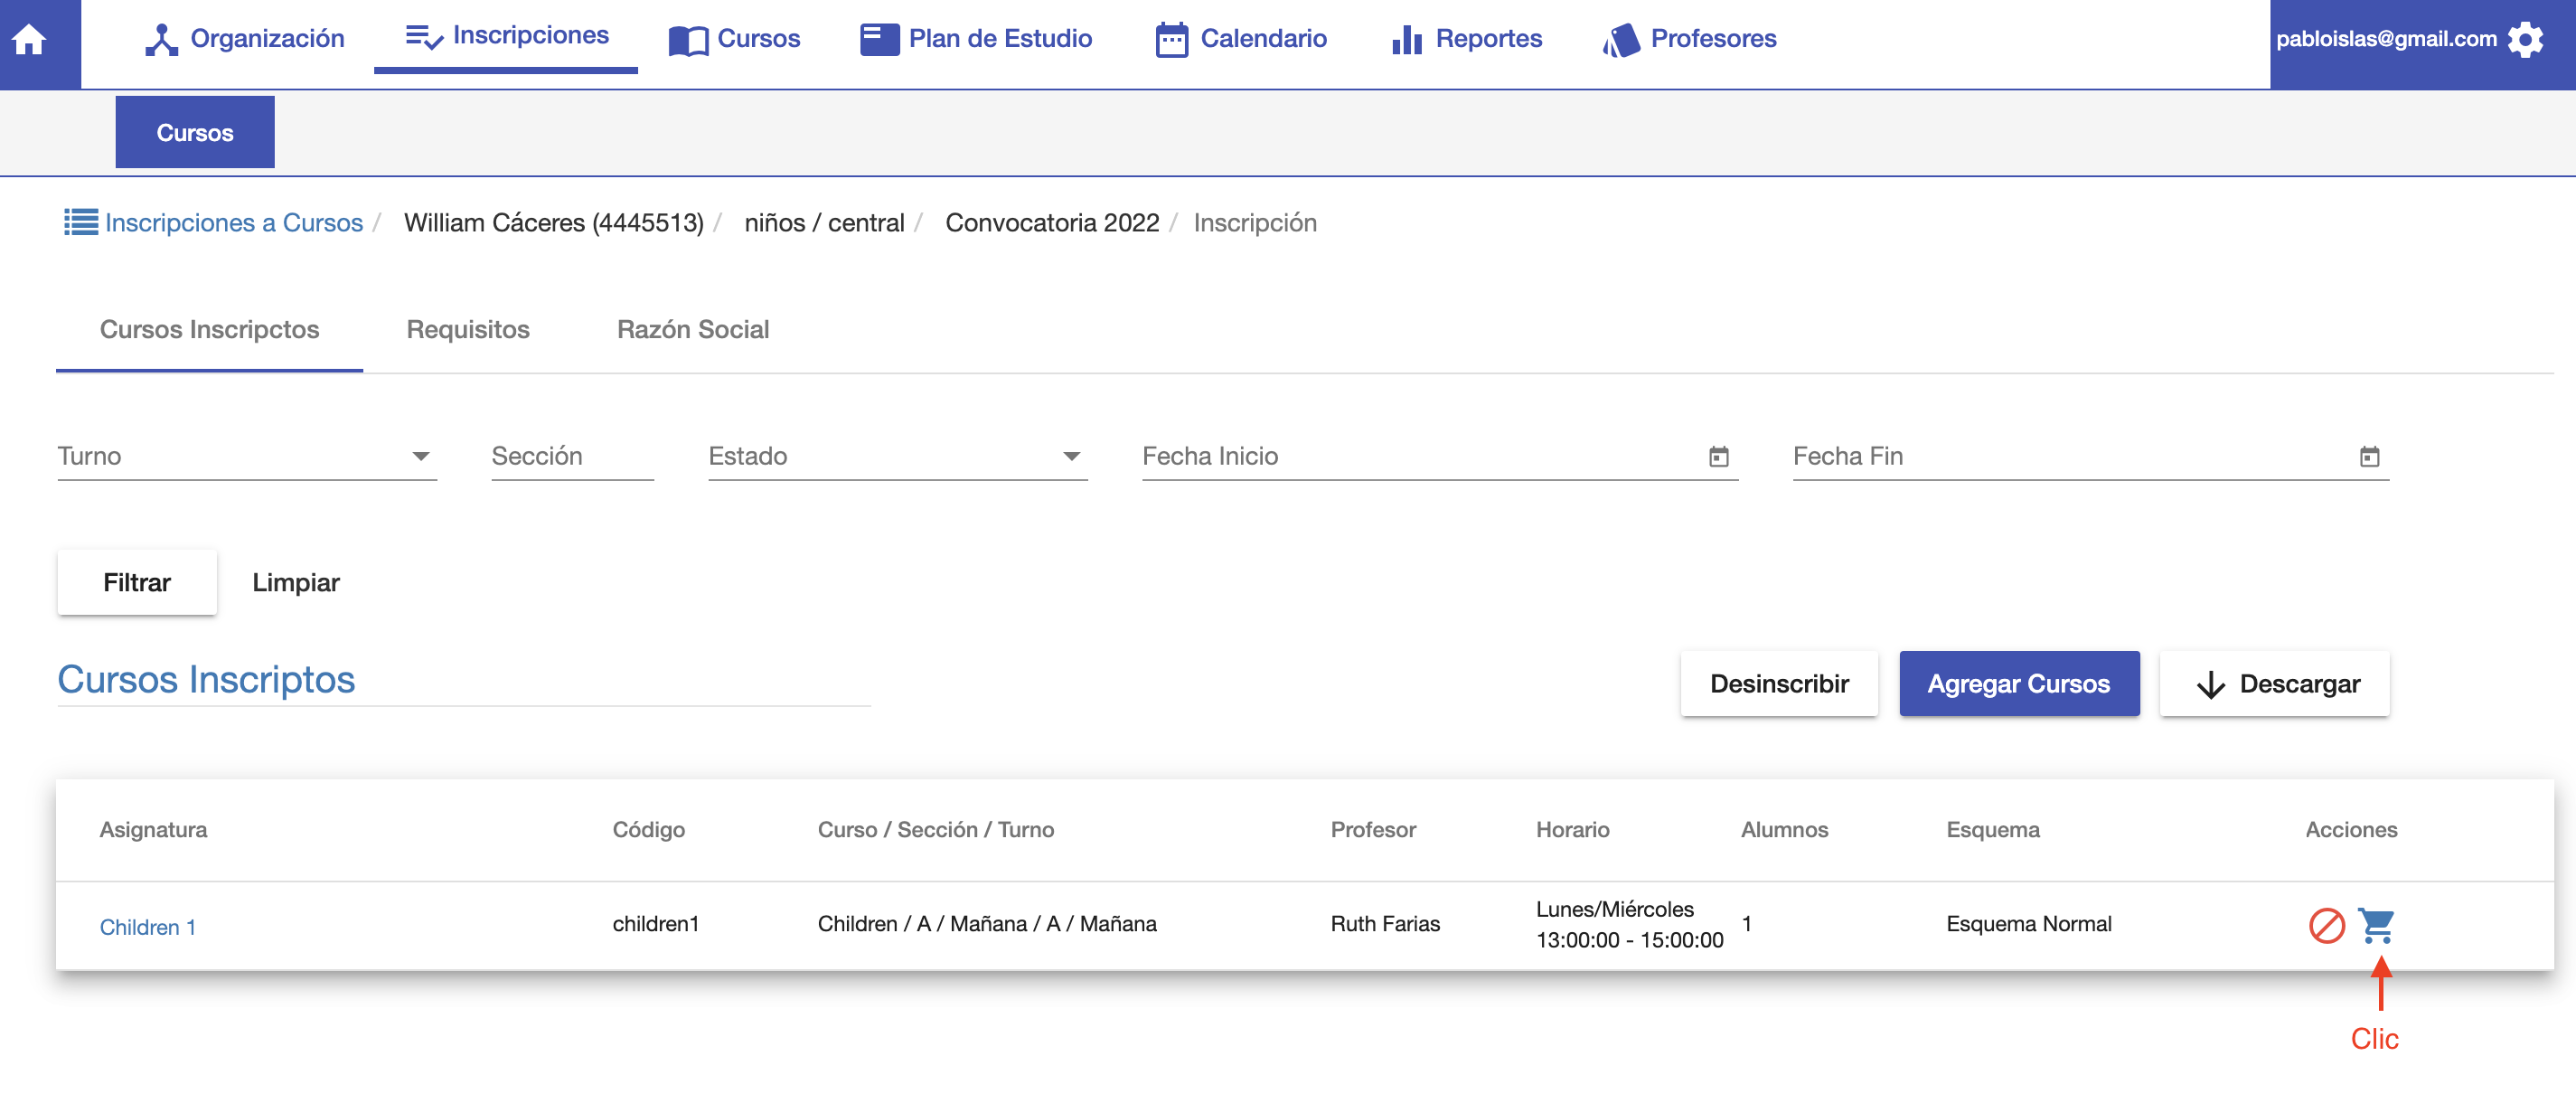 Organización Inscripciones Cursos Plan de Estudio Calendario Reportes Profesores pabloislas@gmail.com
Cursos
Inscripciones a Cursos / William Cáceres (4445513) / niños / central / Convocatoria 2022 / Inscripción
Cursos Inscripctos Requisitos Razón Social
Turno Sección Estado Fecha Inicio Fecha Fin
Filtrar Limpiar
Cursos Inscriptos Desinscribir Agregar Cursos Descargar
Asignatura Código Curso / Sección / Turno Profesor Horario Alumnos Esquema Acciones
Children 1 children1 Children / A / Mañana / A / Mañana Ruth Farias Lunes/Miércoles 1 Esquema Normal
13:00:00 - 15:00:00
Clic